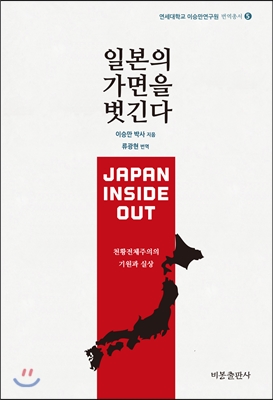 연세대학교 이승만연구원 번역총서 5
일본의
가면을
벗긴다
이승만 박사 지음
류광현 번역
JAPAN
INSIDE
OUT
천황전체주의의
기원과 실상
비봉출판사